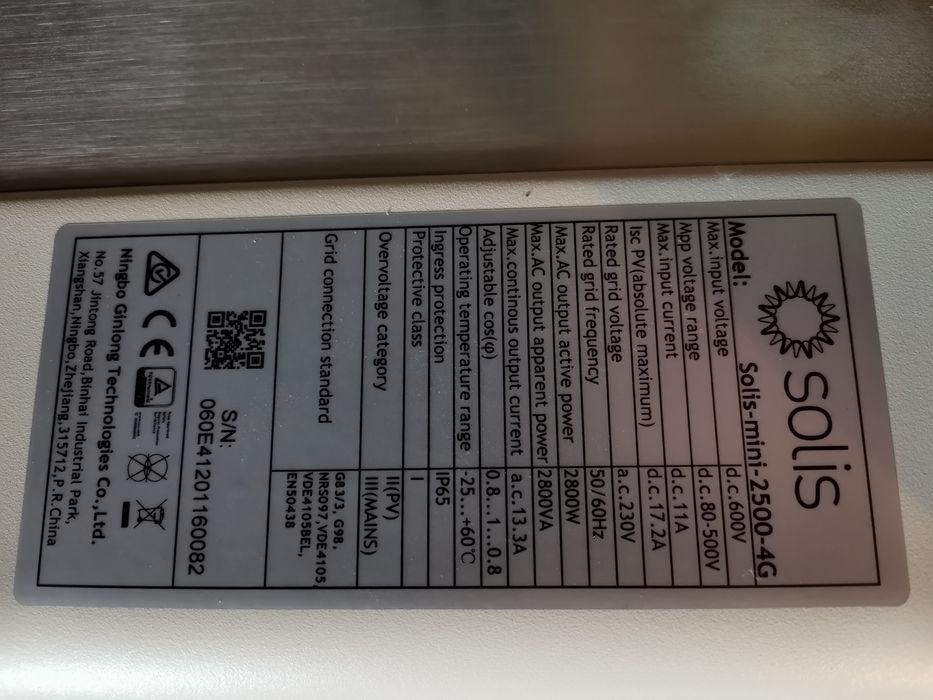 solis
Model: Solis-mini-2500-4G
Max.input voltage d.c.600V
Mpp voltage range d.c.80-500V
Max.input current d.c.11A
Isc PV(absolute maximum) d.c.17.2A
Rated grid voltage a.c.230V
Rated grid frequency 50/60Hz
Max.AC output active power 2800W
Max.AC output apparent power 2800VA
Max.continous output current a.c.13.3A
Adjustable cos(φ) 0.8...1...0.8
Operating temperature range -25...+60℃
Ingress protection IP65
Protective class I
Overvoltage category II(PV)
III(MAINS)
Grid connection standard G83/3, G98,
NRS097,VDE4105,
VDE4105BEL,
EN50438
S/N:
060E41201160082
CE
Ningbo Ginlong Technologies Co.,Ltd.
No.57 Jintong Road,Binhai Industrial Park,
Xiangshan,Ningbo,Zhejiang,315712,P.R.China